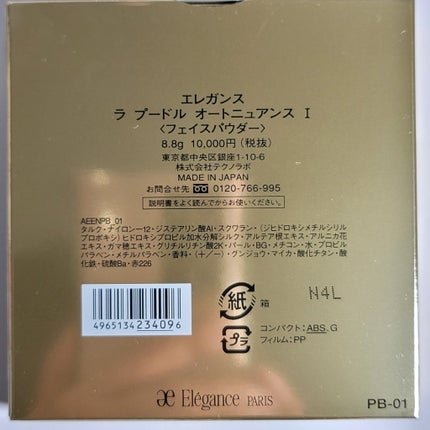 エレガンス
ラ プードル オートニュアンス Ⅰ
〈フェイスパウダー〉
8.8g 10,000円(税抜)
東京都中央区銀座1-10-6
株式会社テクノラボ
MADE IN JAPAN
お問合せ先 0120-766-995
説明書をよく読んでからお使いください。
AEENPB_01
タルク・ナイロン-12・ジステアリン酸Al・スクワラン・(ジヒドロキシメチルシリル
プロポキシ)ヒドロキシプロピル加水分解シルク・アルテア根エキス・アルニカ花
エキス・ガマ穂エキス・グリチルリチン酸2K・パール・BG・メチコン・水・プロピル
パラベン・メチルパラベン・香料・(+/-)・グンジョウ・マイカ・酸化チタン・酸
化鉄・硫酸Ba・赤226
4965134234096
紙 箱
N4L
プラ
コンパクト:ABS.G
フィルム:PP
æ Elégance PARIS
PB-01